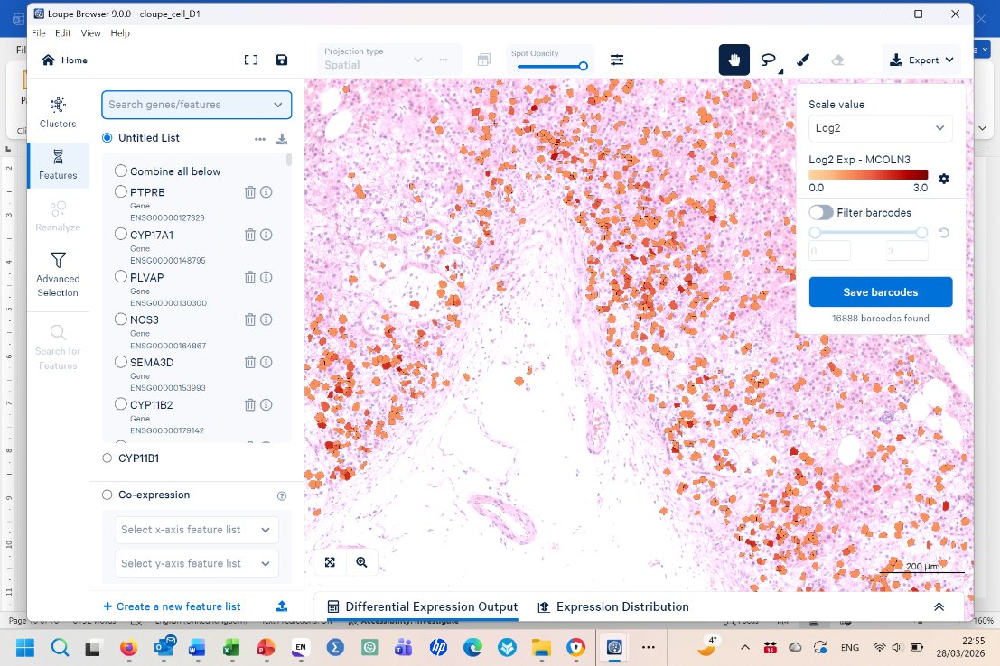 Loupe Browser 9.0.0 - cloupe_cell_D1
File Edit View Help
Home
Projection type
Spatial
Spot Opacity
Export
Clusters
Features
Reanalyze
Advanced
Selection
Search for
Features
Search genes/features
Untitled List
Combine all below
PTPRB
Gene
ENSG00000127329
CYP17A1
Gene
ENSG00000148795
PLVAP
Gene
ENSG00000130300
NOS3
Gene
ENSG00000164867
SEMA3D
Gene
ENSG00000153993
CYP11B2
Gene
ENSG00000179142
CYP11B1
Co-expression
Select x-axis feature list
Select y-axis feature list
+ Create a new feature list
Scale value
Log2
Log2 Exp - MCOLN3
0.0 3.0
Filter barcodes
0 3
Save barcodes
16888 barcodes found
200 µm
Differential Expression Output Expression Distribution
160%
EN
4°
35
ENG
22:55
28/03/2026